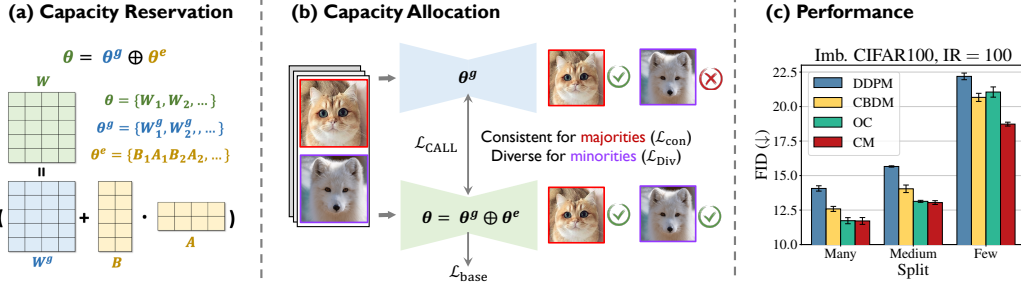 (a) Capacity Reservation
θ = θ^g ⊕ θ^e
W
θ = {W_1, W_2, ...}
θ^g = {W_1^g, W_2^g, ...}
θ^e = {B_1A_1B_2A_2, ...}
=
(
+
·
)
W^g
B
A
(b) Capacity Allocation
θ^g
ℒ_CALL
Consistent for majorities (ℒ_con)
Diverse for minorities (ℒ_Div)
θ = θ^g ⊕ θ^e
ℒ_base
(c) Performance
Imb. CIFAR100, IR = 100
FID (↓)
22.5
20.0
17.5
15.0
12.5
10.0
DDPM
CBDM
OC
CM
Many
Medium
Few
Split